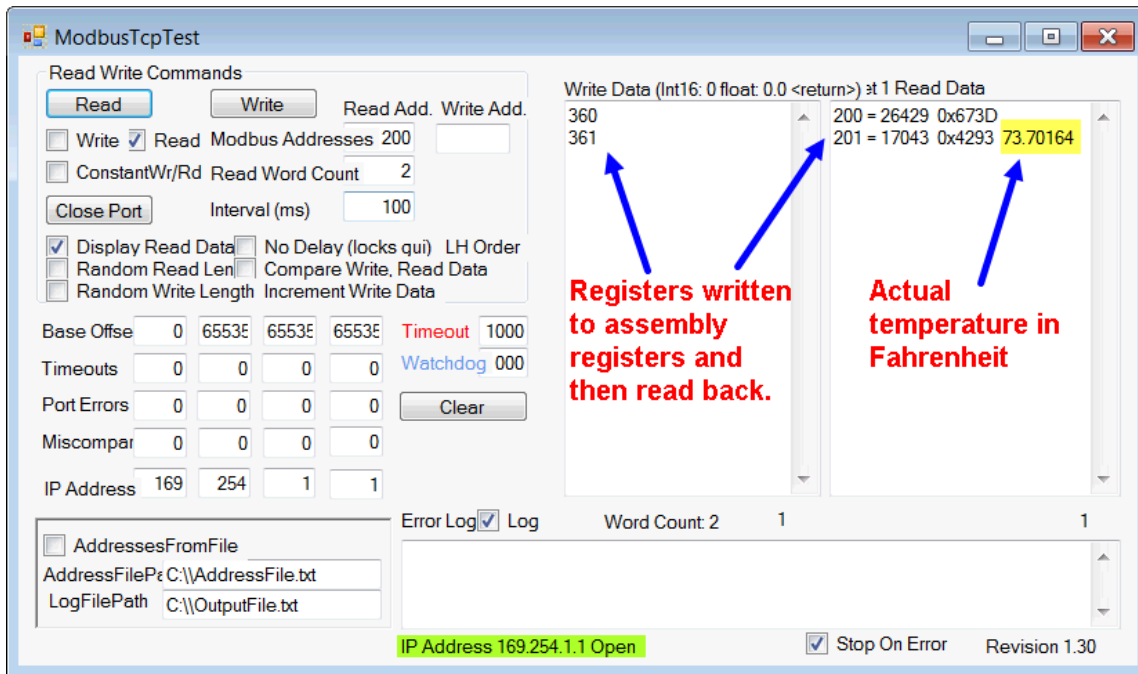 ModbusTcpTest
Read Write Commands
Read
Write
Read Add. Write Add.
Write Read Modbus Addresses 200
ConstantWr/Rd Read Word Count 2
Close Port Interval (ms) 100
Display Read Data No Delay (locks gui) LH Order
Random Read Len Compare Write, Read Data
Random Write Length Increment Write Data
Base Offse 0 65535 65535 65535 Timeout 1000
Timeouts 0 0 0 0 Watchdog 000
Port Errors 0 0 0 0 Clear
Miscompar 0 0 0 0
IP Address 169 254 1 1
AddressesFromFile
AddressFilePa C:\\AddressFile.txt
LogFilePath C:\\OutputFile.txt
Write Data (Int16: 0 float: 0.0 <return>) et 1 Read Data
360
361
200 = 26429 0x673D
201 = 17043 0x4293 73.70164
Registers written
to assembly
registers and
then read back.
Actual
temperature in
Fahrenheit
Error Log Log Word Count: 2 1 1
IP Address 169.254.1.1 Open
Stop On Error Revision 1.30